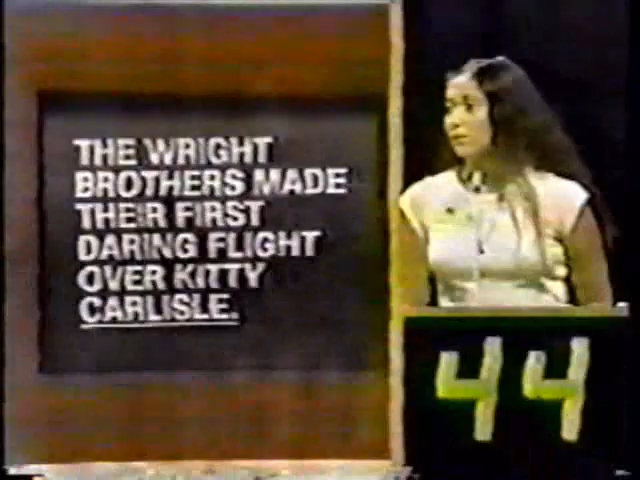 THE WRIGHT
BROTHERS MADE
THEIR FIRST
DARING FLIGHT
OVER KITTY
CARLISLE.
44